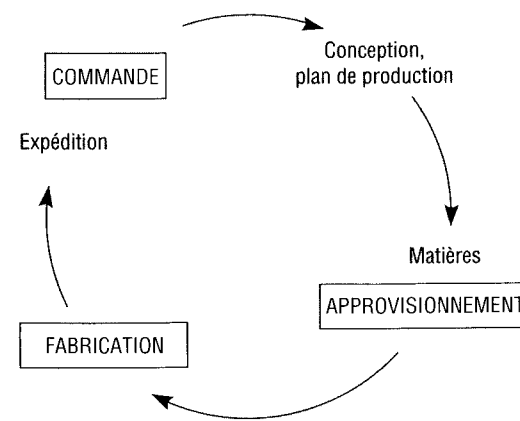 COMMANDE
Conception,
plan de production
Expédition
Matières
APPROVISIONNEMENT
FABRICATION